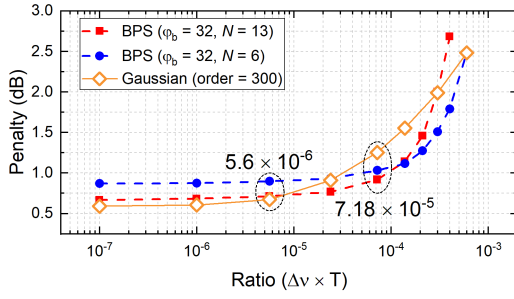 3.0
2.5
2.0
1.5
1.0
0.5
Penalty (dB)
BPS (φb = 32, N = 13)
BPS (φb = 32, N = 6)
Gaussian (order = 300)
5.6 × 10⁻⁶
7.18 × 10⁻⁵
10⁻⁷ 10⁻⁶ 10⁻⁵ 10⁻⁴ 10⁻³
Ratio (Δν × T)